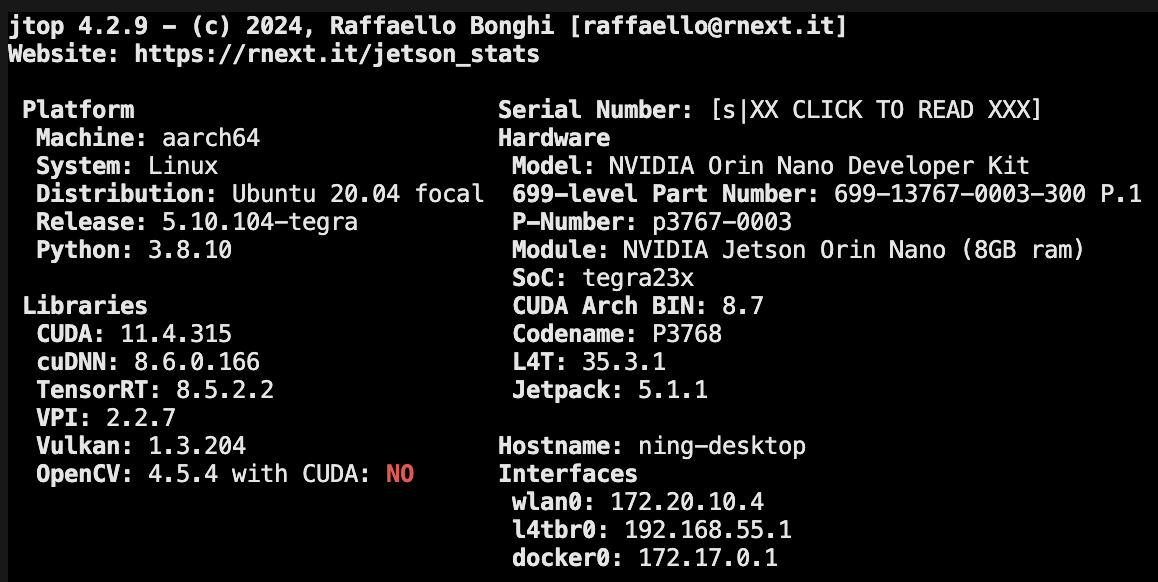 jtop 4.2.9 - (c) 2024, Raffaello Bonghi [raffaello@rnext.it]
Website: https://rnext.it/jetson_stats
Platform
Machine: aarch64
System: Linux
Distribution: Ubuntu 20.04 focal
Release: 5.10.104-tegra
Python: 3.8.10
Libraries
CUDA: 11.4.315
cuDNN: 8.6.0.166
TensorRT: 8.5.2.2
VPI: 2.2.7
Vulkan: 1.3.204
OpenCV: 4.5.4 with CUDA: NO
Serial Number: [s|XX CLICK TO READ XXX]
Hardware
Model: NVIDIA Orin Nano Developer Kit
699-level Part Number: 699-13767-0003-300 P.1
P-Number: p3767-0003
Module: NVIDIA Jetson Orin Nano (8GB ram)
SoC: tegra23x
CUDA Arch BIN: 8.7
Codename: P3768
L4T: 35.3.1
Jetpack: 5.1.1
Hostname: ning-desktop
Interfaces
wlan0: 172.20.10.4
l4tbr0: 192.168.55.1
docker0: 172.17.0.1